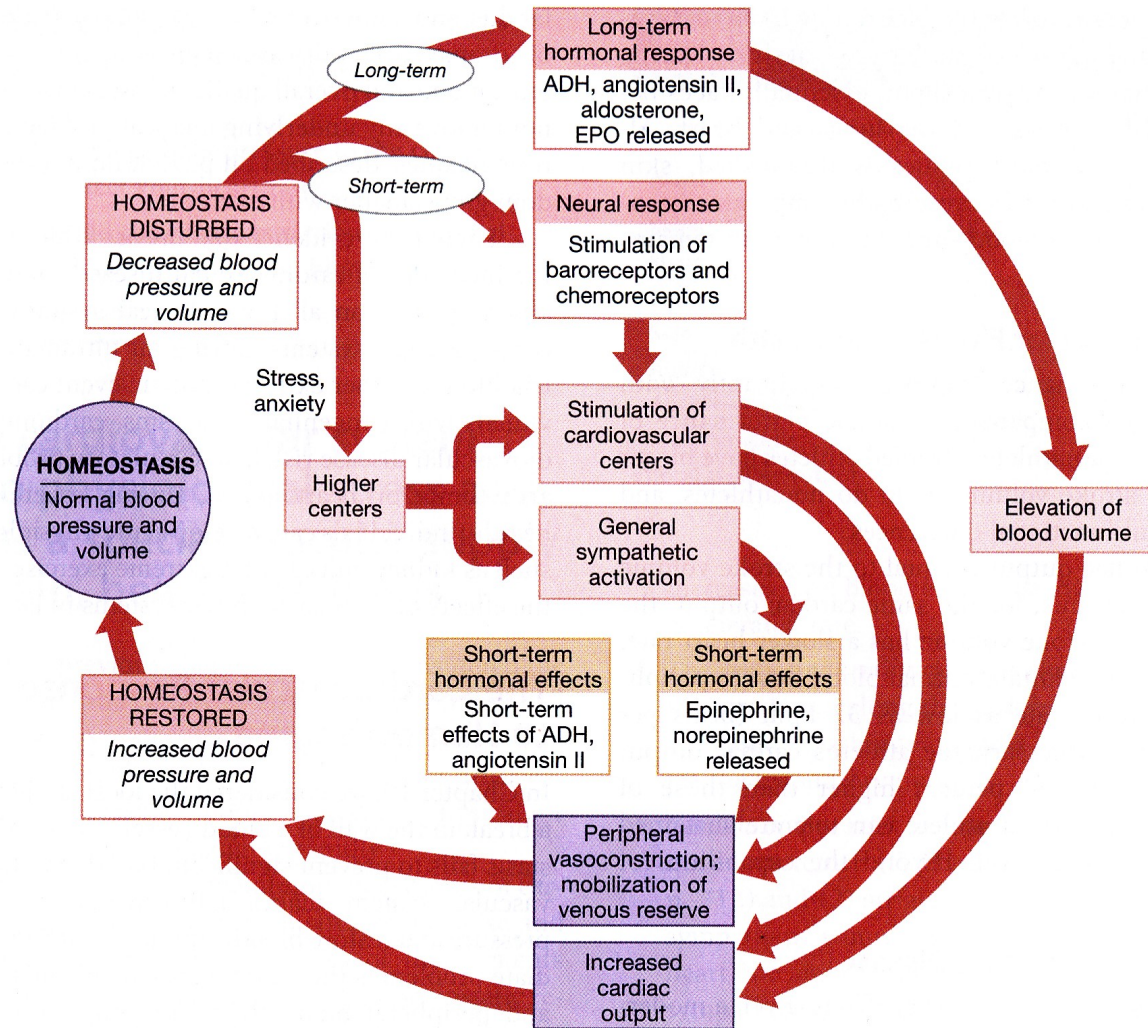 Long-term
hormonal response
ADH, angiotensin II,
aldosterone,
EPO released
Long-term
Short-term
HOMEOSTASIS
DISTURBED
Decreased blood
pressure and
volume
Neural response
Stimulation of
baroreceptors and
chemoreceptors
Stress,
anxiety
HOMEOSTASIS
Normal blood
pressure and
volume
Higher
centers
Stimulation of
cardiovascular
centers
General
sympathetic
activation
Elevation of
blood volume
Short-term
hormonal effects
Short-term
effects of ADH,
angiotensin II
Short-term
hormonal effects
Epinephrine,
norepinephrine
released
HOMEOSTASIS
RESTORED
Increased blood
pressure and
volume
Peripheral
vasoconstriction;
mobilization of
venous reserve
Increased
cardiac
output